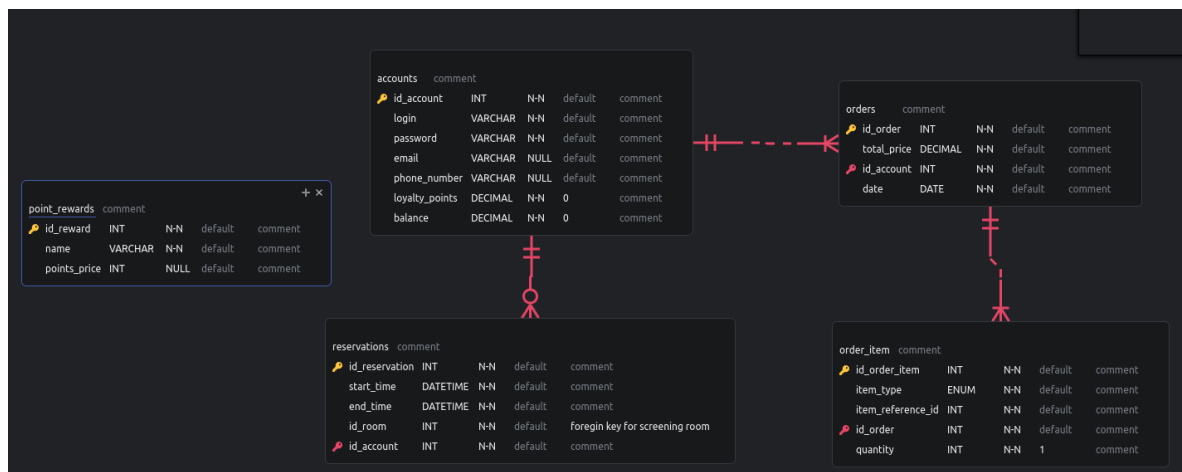 accounts comment
id_account INT N-N default comment
login VARCHAR N-N default comment
password VARCHAR N-N default comment
email VARCHAR NULL default comment
phone_number VARCHAR NULL default comment
loyalty_points DECIMAL N-N 0 comment
balance DECIMAL N-N 0 comment
orders comment
id_order INT N-N default comment
total_price DECIMAL N-N default comment
id_account INT N-N default comment
date DATE N-N default comment
point_rewards comment
id_reward INT N-N default comment
name VARCHAR N-N default comment
points_price INT NULL default comment
reservations comment
id_reservation INT N-N default comment
start_time DATETIME N-N default comment
end_time DATETIME N-N default comment
id_room INT N-N default foregin key for screening room
id_account INT N-N default comment
order_item comment
id_order_item INT N-N default comment
item_type ENUM N-N default comment
item_reference_id INT N-N default comment
id_order INT N-N default comment
quantity INT N-N 1 comment